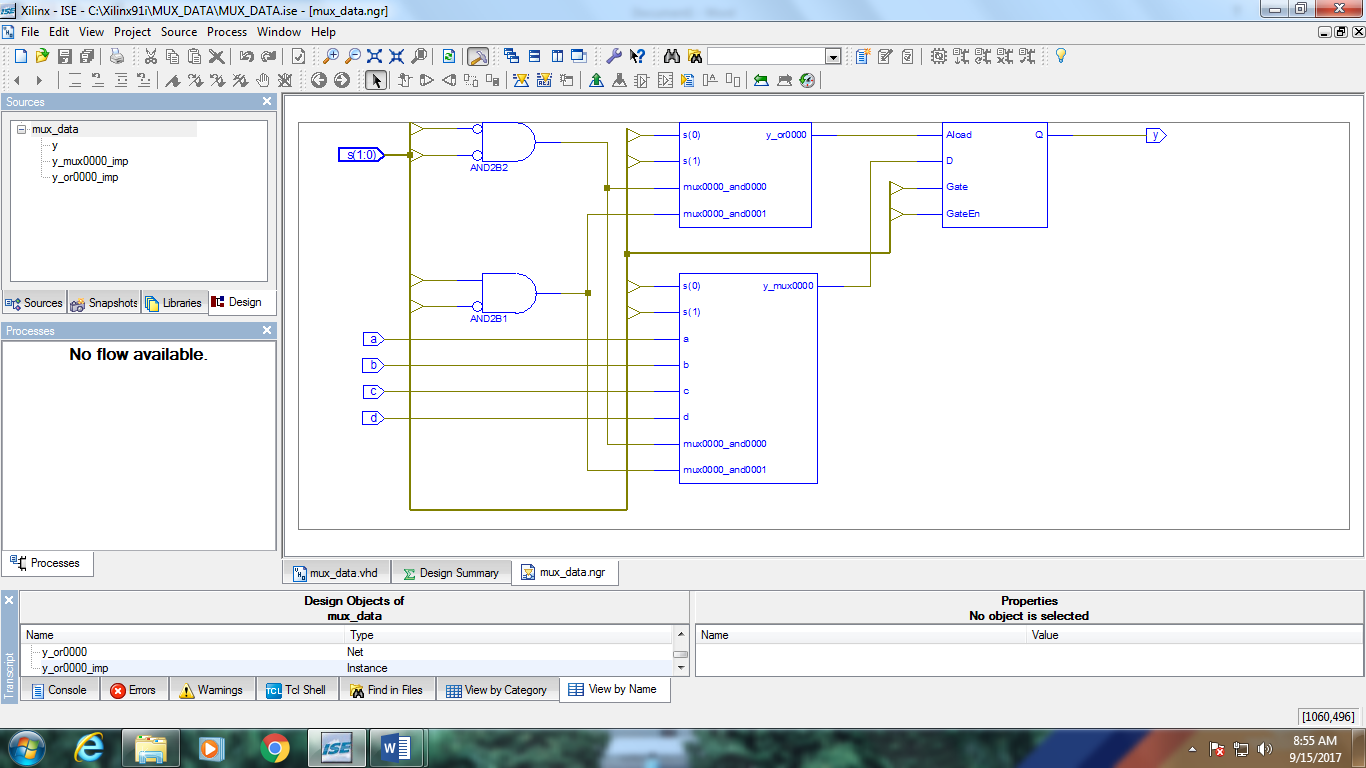 Xilinx - ISE - C:\Xilinx91i\MUX_DATA\MUX_DATA.ise - [mux_data.ngr]
File Edit View Project Source Process Window Help
Sources
mux_data
y
y_mux0000_imp
y_or0000_imp
Sources Snapshots Libraries Design
Processes
No flow available.
Processes
s(1:0)
AND2B2
AND2B1
a
b
c
d
s(0) y_or0000
s(1)
mux0000_and0000
mux0000_and0001
s(0) y_mux0000
s(1)
a
b
c
d
mux0000_and0000
mux0000_and0001
Aload Q
D
Gate
GateEn
y
mux_data.vhd Design Summary mux_data.ngr
Transcript
Design Objects of
mux_data
Name Type
y_or0000 Net
y_or0000_imp Instance
Properties
No object is selected
Name Value
Console Errors Warnings TCL Tcl Shell Find in Files View by Category View by Name
[1060,496]
ISE
8:55 AM
9/15/2017